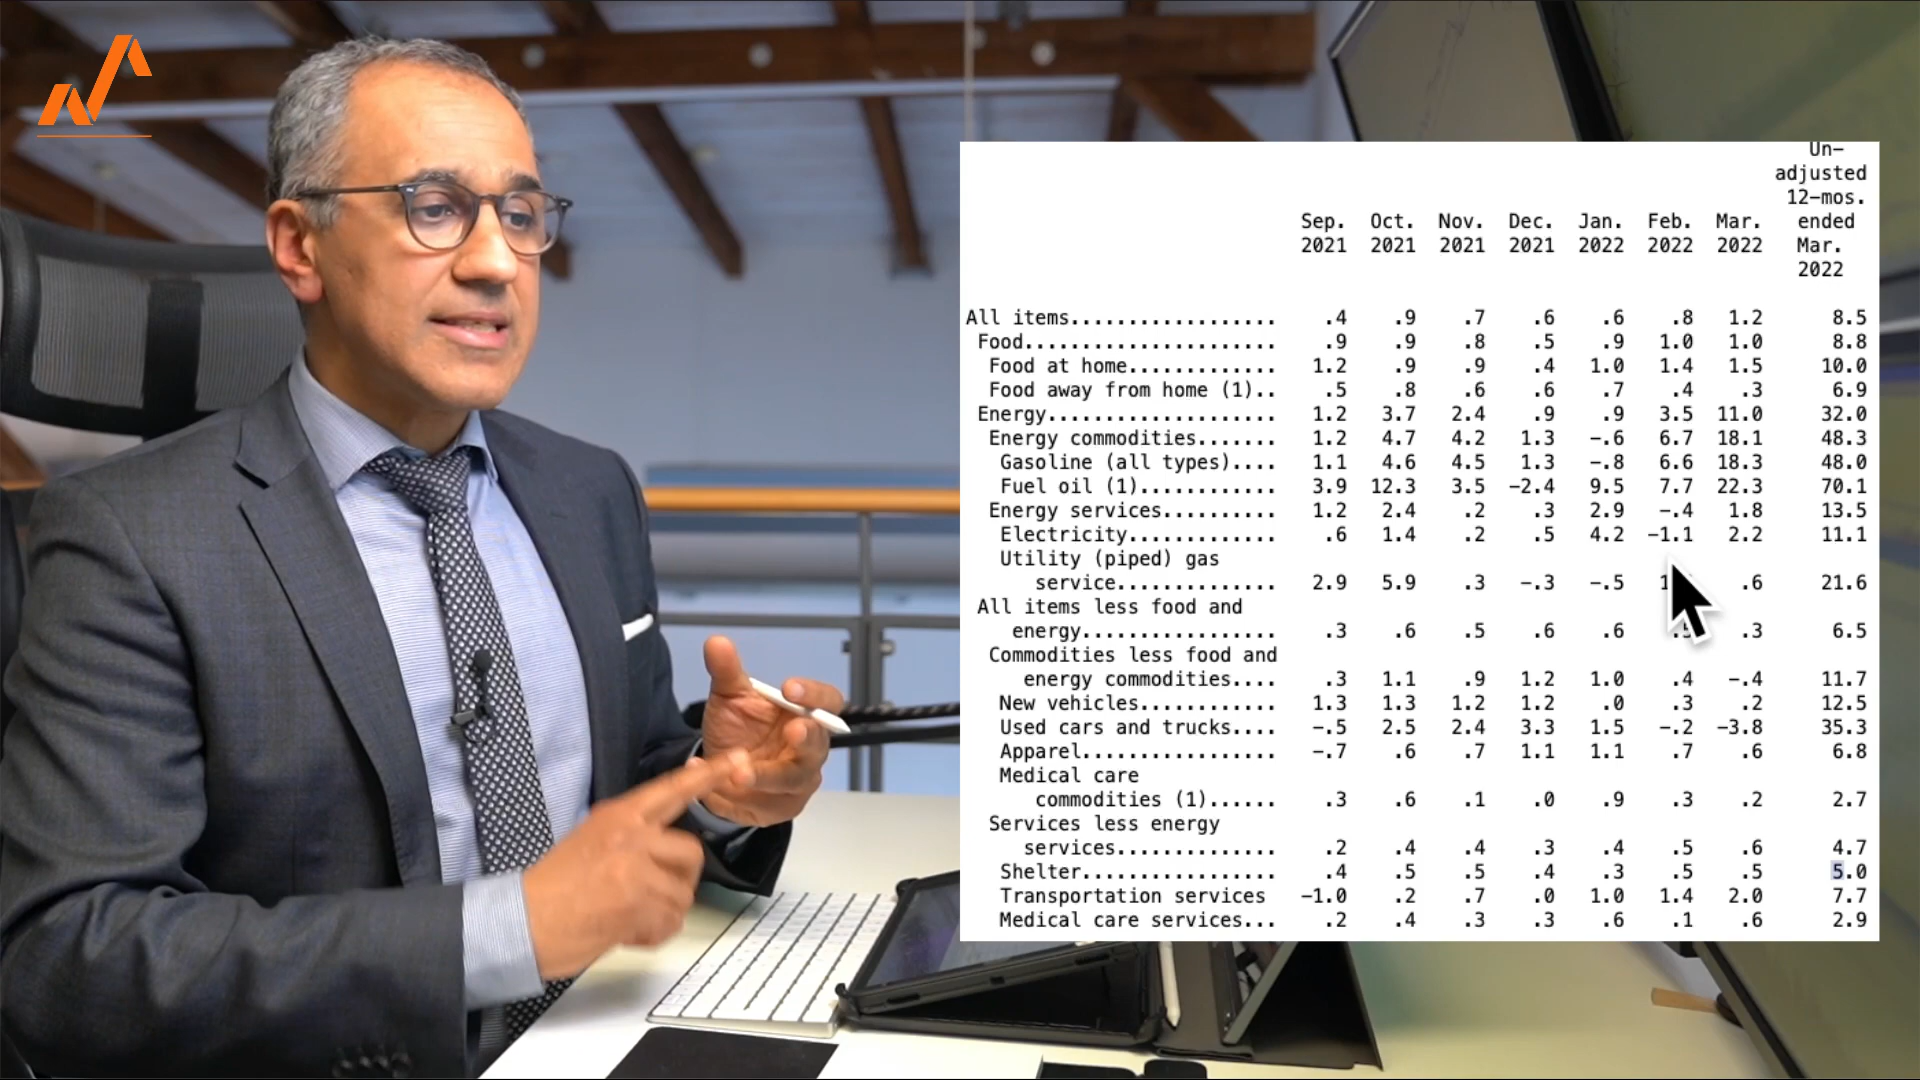 Un-
adjusted
12-mos.
Sep. Oct. Nov. Dec. Jan. Feb. Mar. ended
2021 2021 2021 2021 2022 2022 2022 Mar.
2022
All items.................. .4 .9 .7 .6 .6 .8 1.2 8.5
Food...................... .9 .9 .8 .5 .9 1.0 1.0 8.8
Food at home............. 1.2 .9 .9 .4 1.0 1.4 1.5 10.0
Food away from home (1).. .5 .8 .6 .6 .7 .4 .3 6.9
Energy.................... 1.2 3.7 2.4 .9 .9 3.5 11.0 32.0
Energy commodities....... 1.2 4.7 4.2 1.3 -.6 6.7 18.1 48.3
Gasoline (all types).... 1.1 4.6 4.5 1.3 -.8 6.6 18.3 48.0
Fuel oil (1)............ 3.9 12.3 3.5 -2.4 9.5 7.7 22.3 70.1
Energy services.......... 1.2 2.4 .2 .3 2.9 -.4 1.8 13.5
Electricity............. .6 1.4 .2 .5 4.2 -1.1 2.2 11.1
Utility (piped) gas
service.............. 2.9 5.9 .3 -.3 -.5 .6 21.6
All items less food and
energy................. .3 .6 .5 .6 .6 .5 .3 6.5
Commodities less food and
energy commodities.... .3 1.1 .9 1.2 1.0 .4 -.4 11.7
New vehicles............ 1.3 1.3 1.2 1.2 .0 .3 .2 12.5
Used cars and trucks.... -.5 2.5 2.4 3.3 1.5 -.2 -3.8 35.3
Apparel................. -.7 .6 .7 1.1 1.1 .7 .6 6.8
Medical care
commodities (1)...... .3 .6 .1 .0 .9 .3 .2 2.7
Services less energy
services.............. .2 .4 .4 .3 .4 .5 .6 4.7
Shelter................. .4 .5 .5 .4 .3 .5 .5 5.0
Transportation services -1.0 .2 .7 .0 1.0 1.4 2.0 7.7
Medical care services... .2 .4 .3 .3 .6 .1 .6 2.9